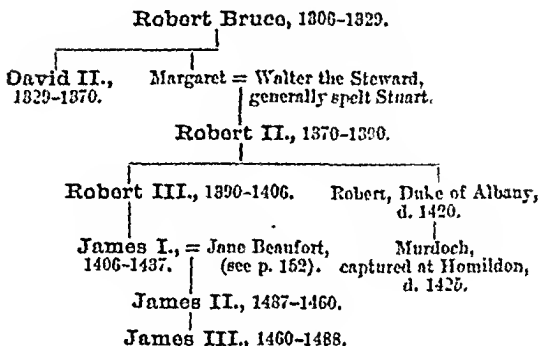 Robert Bruce, 1306-1329.
David II.,
1329-1370.
Margaret = Walter the Steward,
generally spelt Stuart.
Robert II., 1370-1390.
Robert III., 1390-1406.
Robert, Duke of Albany,
d. 1420.
James I., = Jane Beaufort,
1406-1437. (see p. 152).
Murdoch,
captured at Homildon,
d. 1425.
James II., 1437-1460.
James III., 1460-1488.